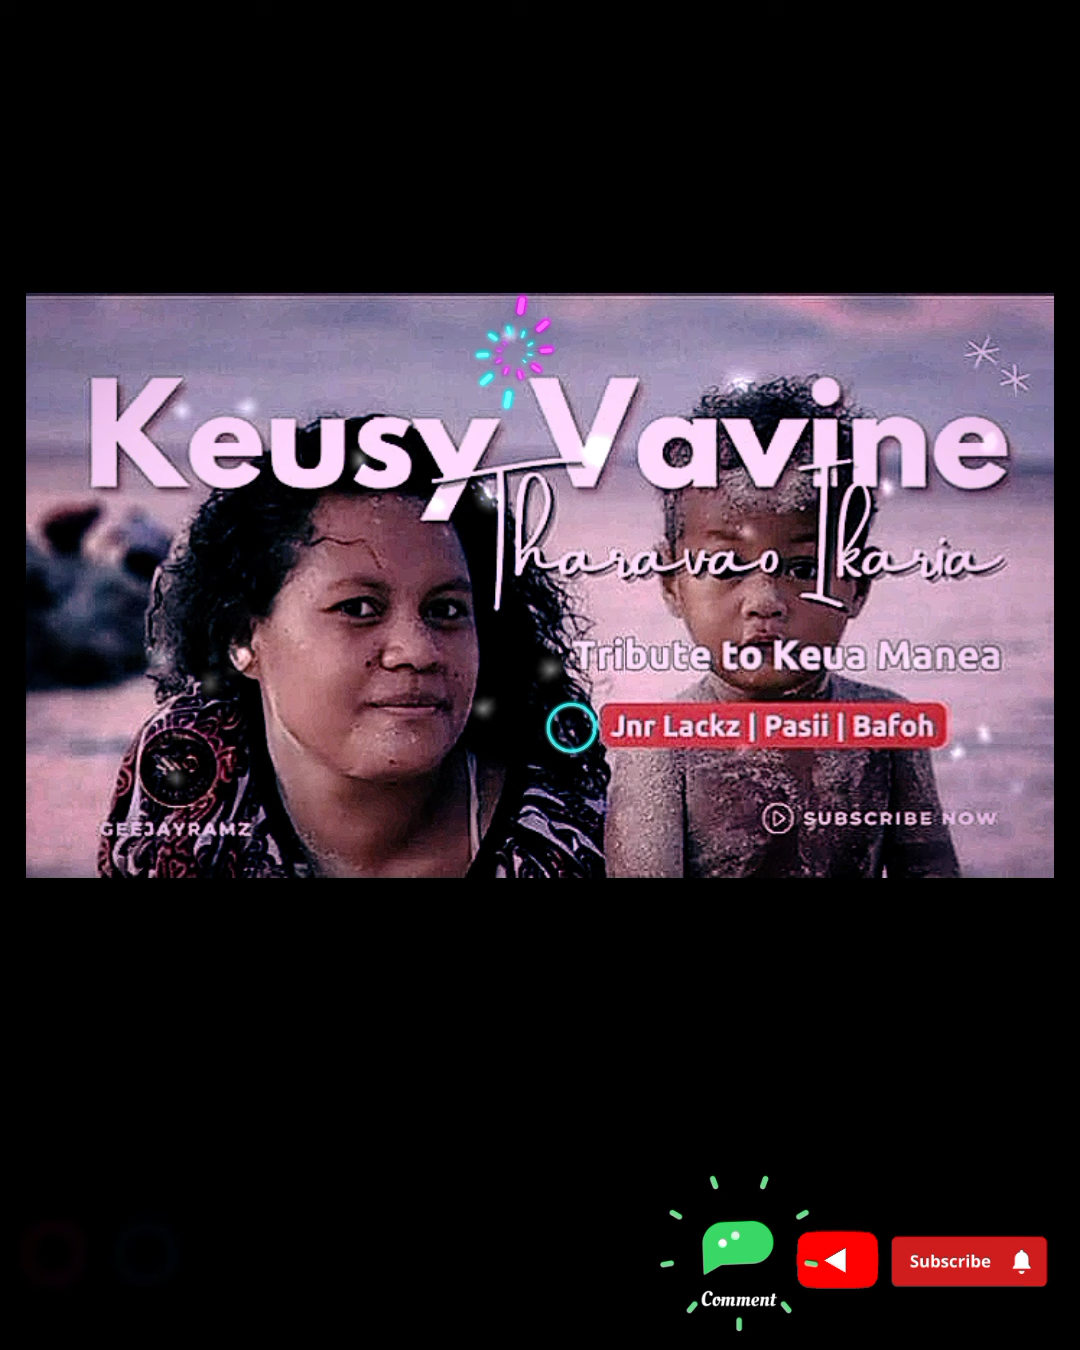 Keusy Vavine
Tharavao Ikaria
Tribute to Keua Manea
Jnr Lackz | Pasii | Bafoh
GEEJAYRAMZ
SUBSCRIBE NOW
Comment
Subscribe